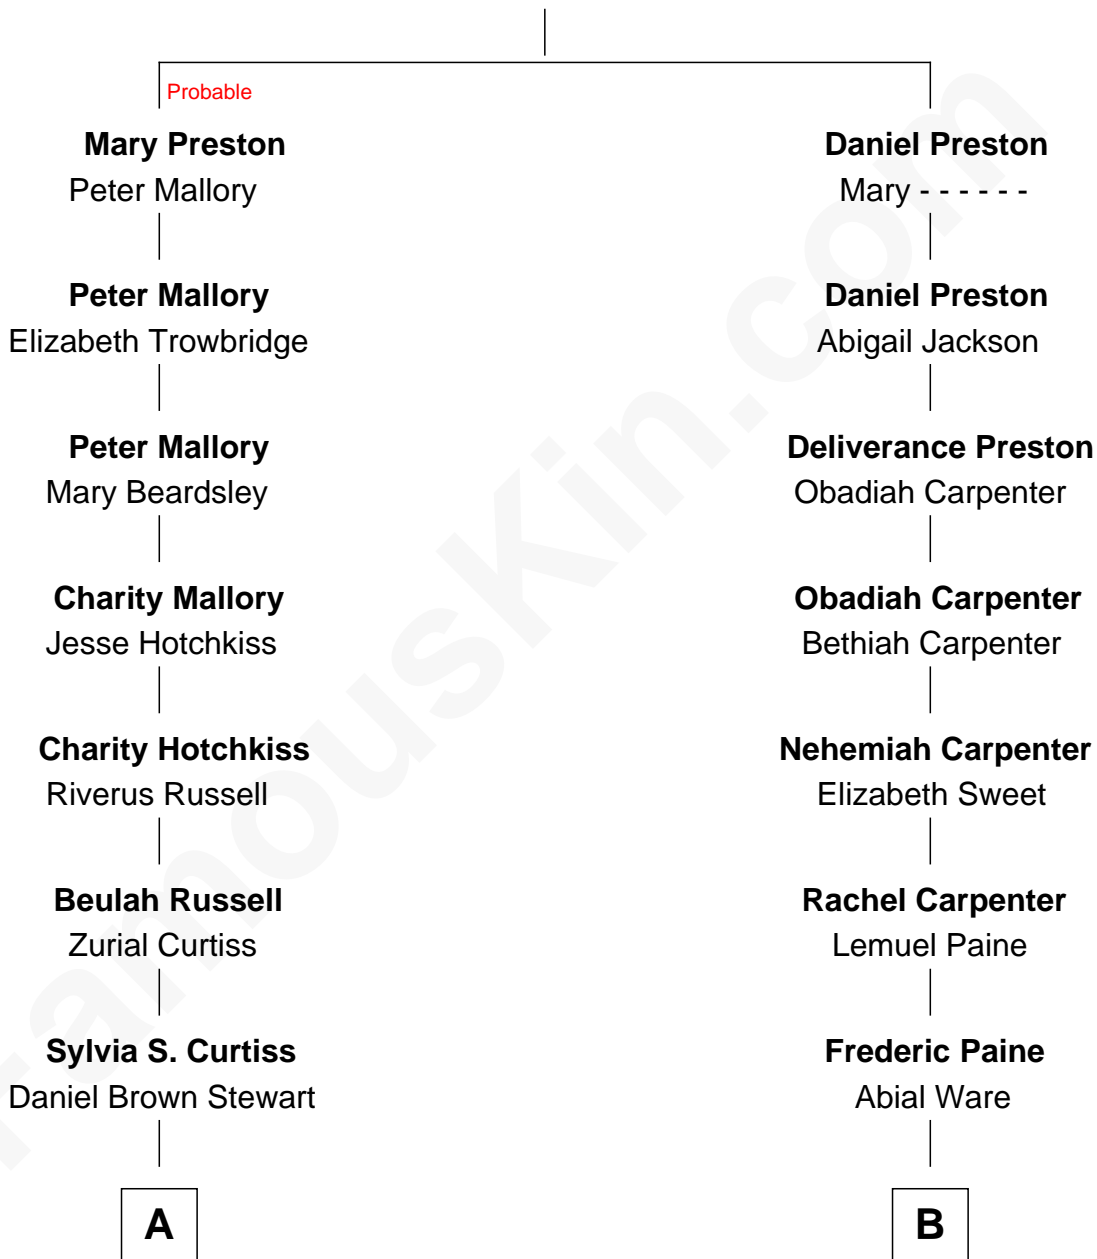 Probable
Mary Preston
Peter Mallory
Daniel Preston
Mary - - - - - -
Peter Mallory
Elizabeth Trowbridge
Daniel Preston
Abigail Jackson
Peter Mallory
Mary Beardsley
Deliverance Preston
Obadiah Carpenter
Charity Mallory
Jesse Hotchkiss
Obadiah Carpenter
Bethiah Carpenter
Charity Hotchkiss
Riverus Russell
Nehemiah Carpenter
Elizabeth Sweet
Beulah Russell
Zurial Curtiss
Rachel Carpenter
Lemuel Paine
Sylvia S. Curtiss
Daniel Brown Stewart
Frederic Paine
Abial Ware
A
B
FamousKin.com